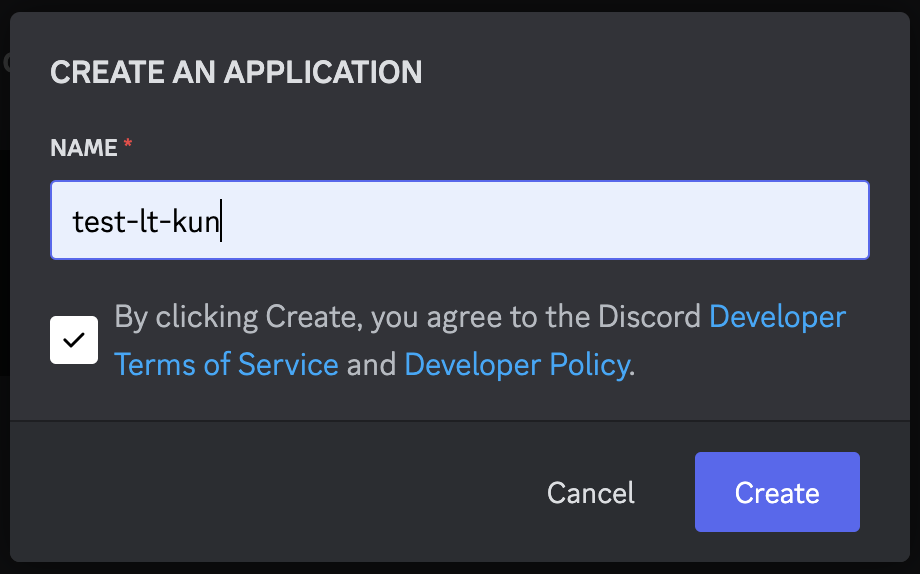 CREATE AN APPLICATION
NAME *
test-lt-kun
By clicking Create, you agree to the Discord Developer
Terms of Service and Developer Policy.
Cancel
Create